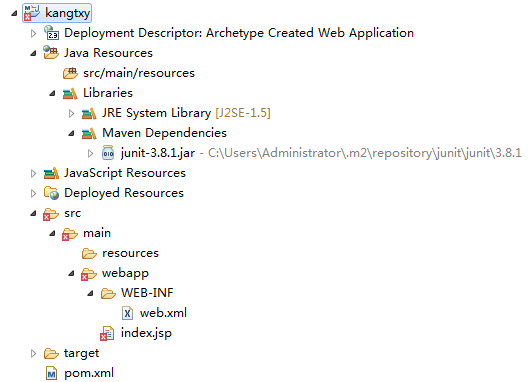 kangtxy
Deployment Descriptor: Archetype Created Web Application
Java Resources
src/main/resources
Libraries
JRE System Library [J2SE-1.5]
Maven Dependencies
junit-3.8.1.jar - C:\Users\Administrator\.m2\repository\junit\junit\3.8.1
JavaScript Resources
Deployed Resources
src
main
resources
webapp
WEB-INF
web.xml
index.jsp
target
pom.xml